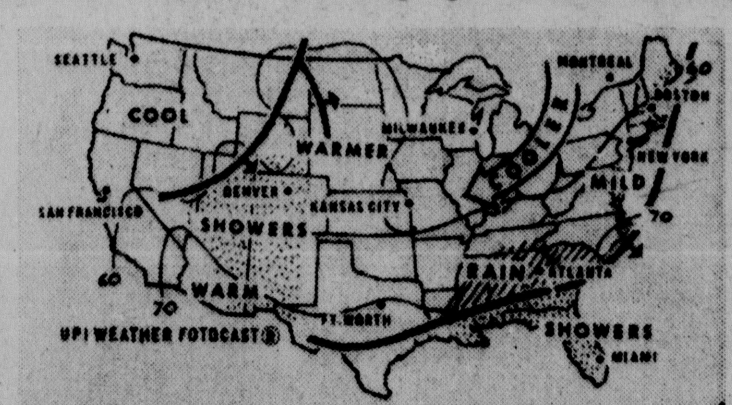 SEATTLE
MONTREAL
60
BOSTON
COOL
MILWAUKEE
COOLER
WARMER
NEW YORK
MILD
DENVER
KANSAS CITY
SAN FRANCISCO
70
SHOWERS
RAIN
ATLANTA
60
70
WARM
FT. WORTH
UPI WEATHER FOTOCAST ®
SHOWERS
MIAMI